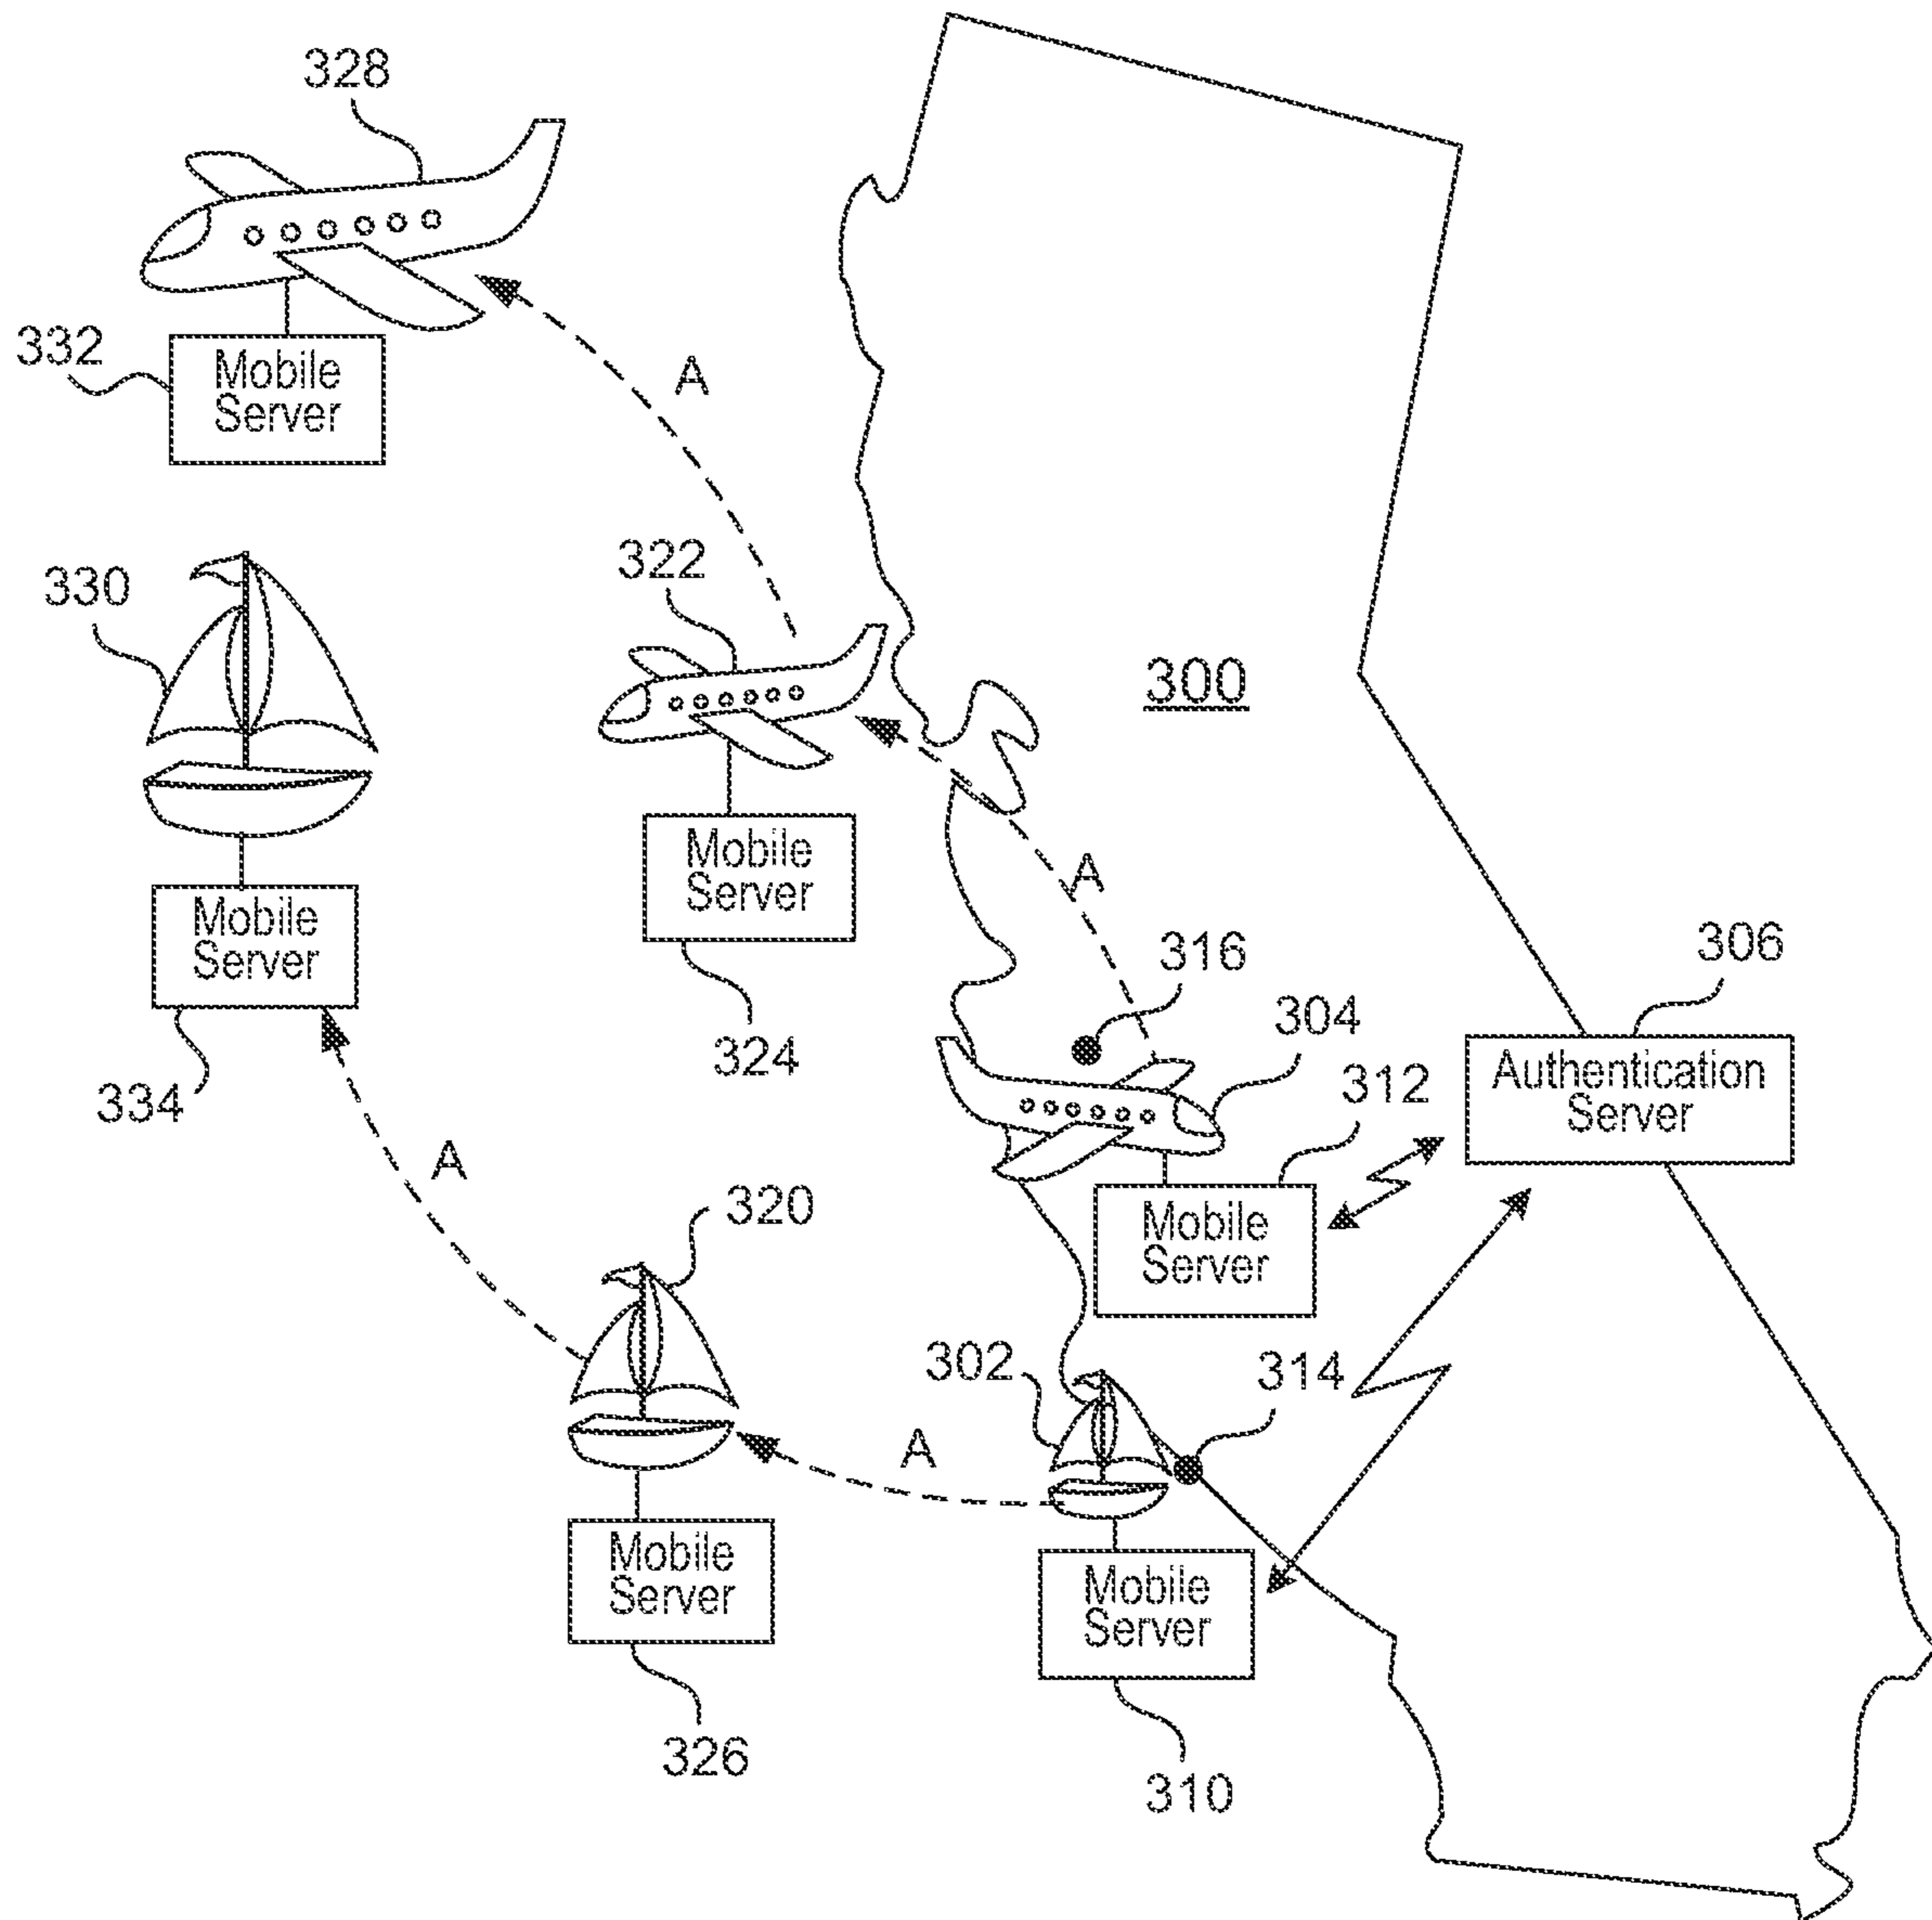 328
332
Mobile
Server
A
322
330
300
Mobile
Server
A
Mobile
Server
316
306
304
324
312
Authentication
Server
334
A
320
Mobile
Server
302
314
A
Mobile
Server
Mobile
Server
326
310